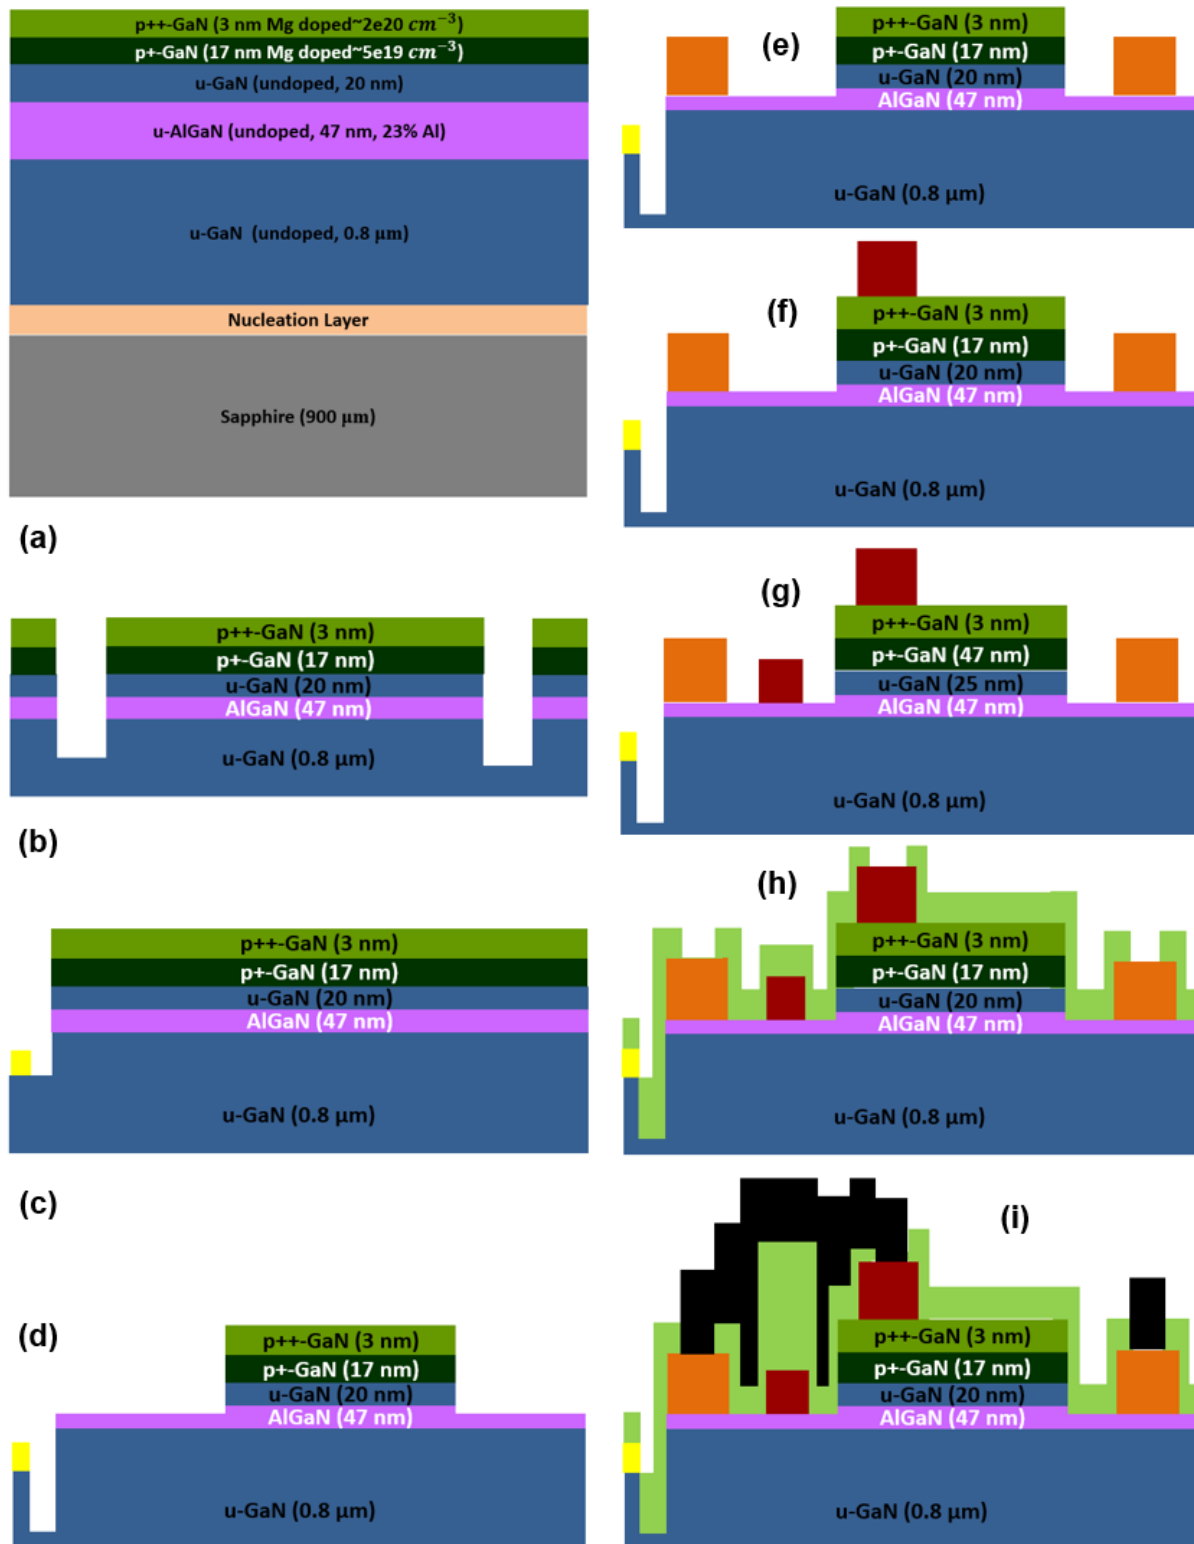 p++-GaN (3 nm Mg doped~2e20 cm⁻³)
p+-GaN (17 nm Mg doped~5e19 cm⁻³)
u-GaN (undoped, 20 nm)
u-AlGaN (undoped, 47 nm, 23% Al)
u-GaN (undoped, 0.8 μm)
Nucleation Layer
Sapphire (900 μm)
(a)
p++-GaN (3 nm)
p+-GaN (17 nm)
u-GaN (20 nm)
AlGaN (47 nm)
u-GaN (0.8 μm)
(b)
p++-GaN (3 nm)
p+-GaN (17 nm)
u-GaN (20 nm)
AlGaN (47 nm)
u-GaN (0.8 μm)
(c)
(d)
p++-GaN (3 nm)
p+-GaN (17 nm)
u-GaN (20 nm)
AlGaN (47 nm)
u-GaN (0.8 μm)
(e)
p++-GaN (3 nm)
p+-GaN (17 nm)
u-GaN (20 nm)
AlGaN (47 nm)
u-GaN (0.8 μm)
(f)
p++-GaN (3 nm)
p+-GaN (17 nm)
u-GaN (20 nm)
AlGaN (47 nm)
u-GaN (0.8 μm)
(g)
p++-GaN (3 nm)
p+-GaN (47 nm)
u-GaN (25 nm)
AlGaN (47 nm)
u-GaN (0.8 μm)
(h)
p++-GaN (3 nm)
p+-GaN (17 nm)
u-GaN (20 nm)
AlGaN (47 nm)
u-GaN (0.8 μm)
(i)
p++-GaN (3 nm)
p+-GaN (17 nm)
u-GaN (20 nm)
AlGaN (47 nm)
u-GaN (0.8 μm)